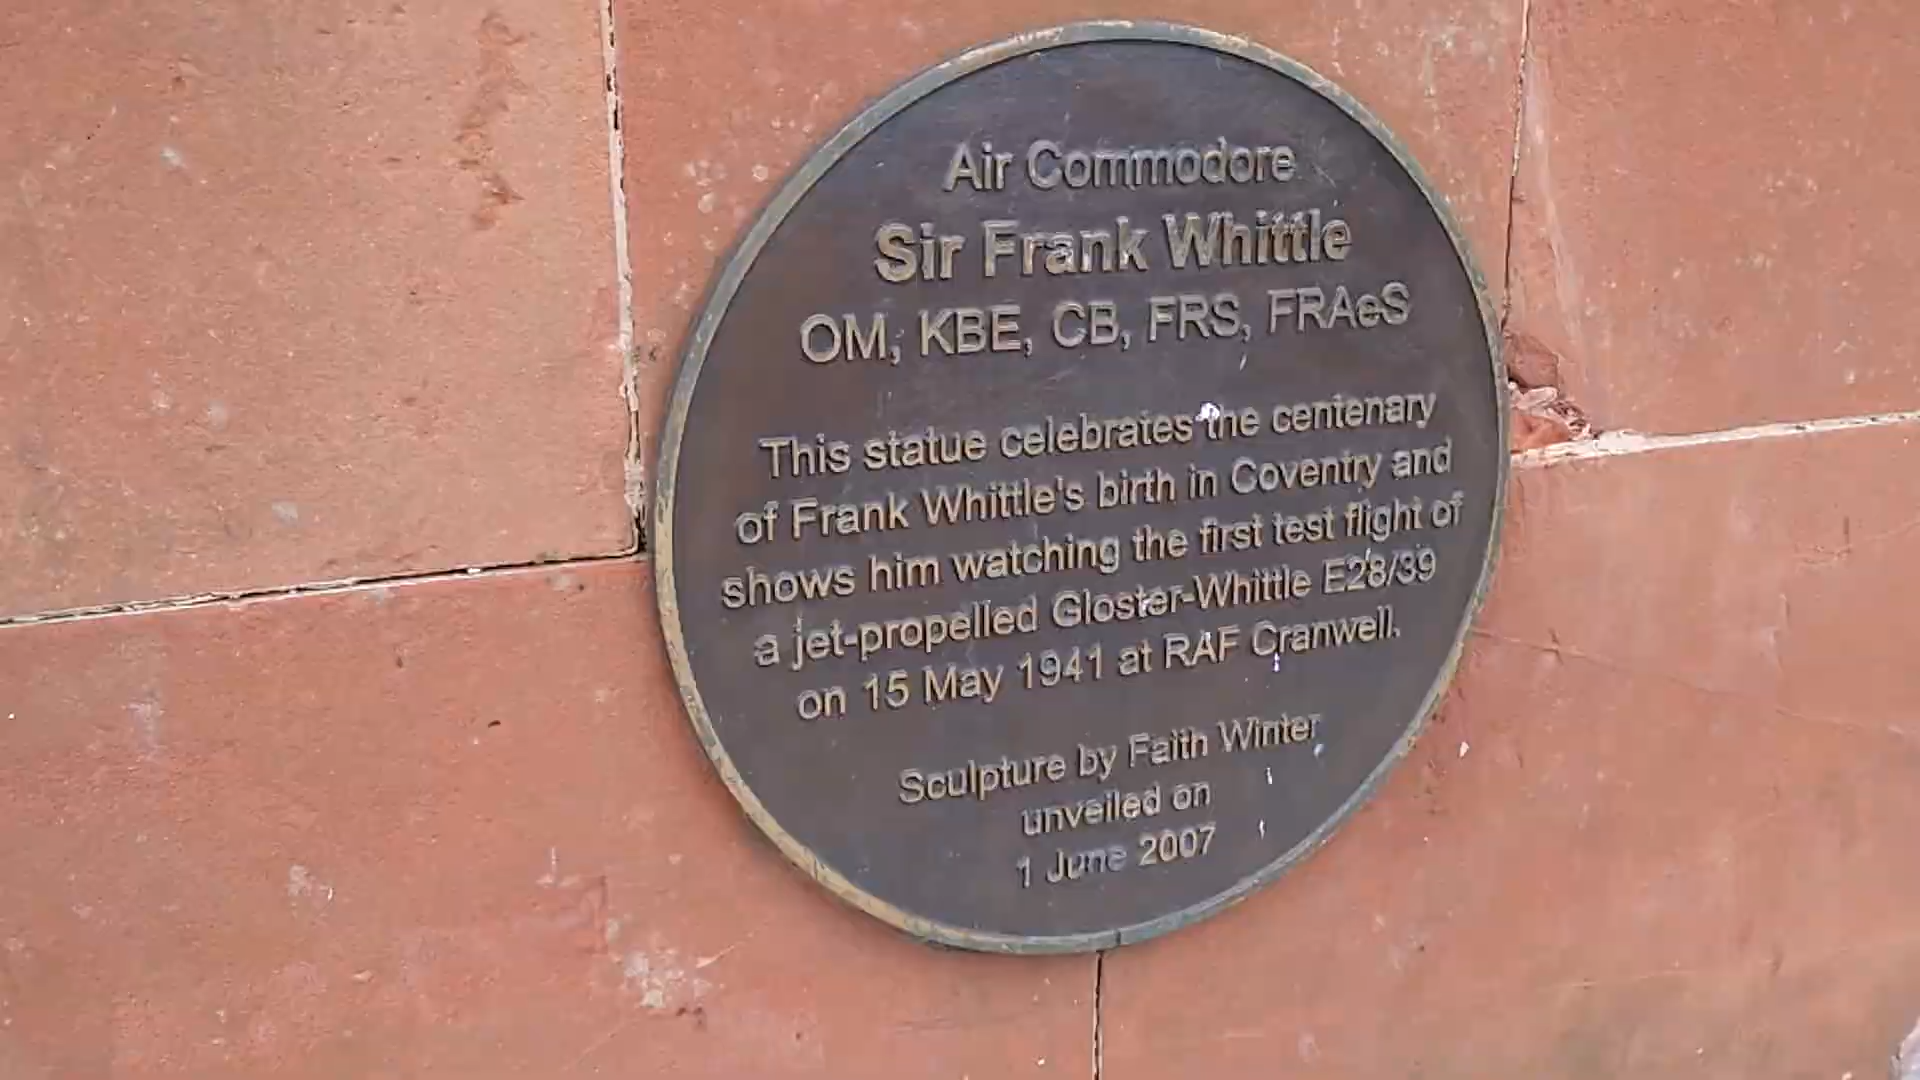 Air Commodore
Sir Frank Whittle
OM, KBE, CB, FRS, FRAeS
This statue celebrates the centenary
of Frank Whittle's birth in Coventry and
shows him watching the first test flight of
a jet-propelled Gloster-Whittle E28/39
on 15 May 1941 at RAF Cranwell.
Sculpture by Faith Winter
unveiled on
1 June 2007